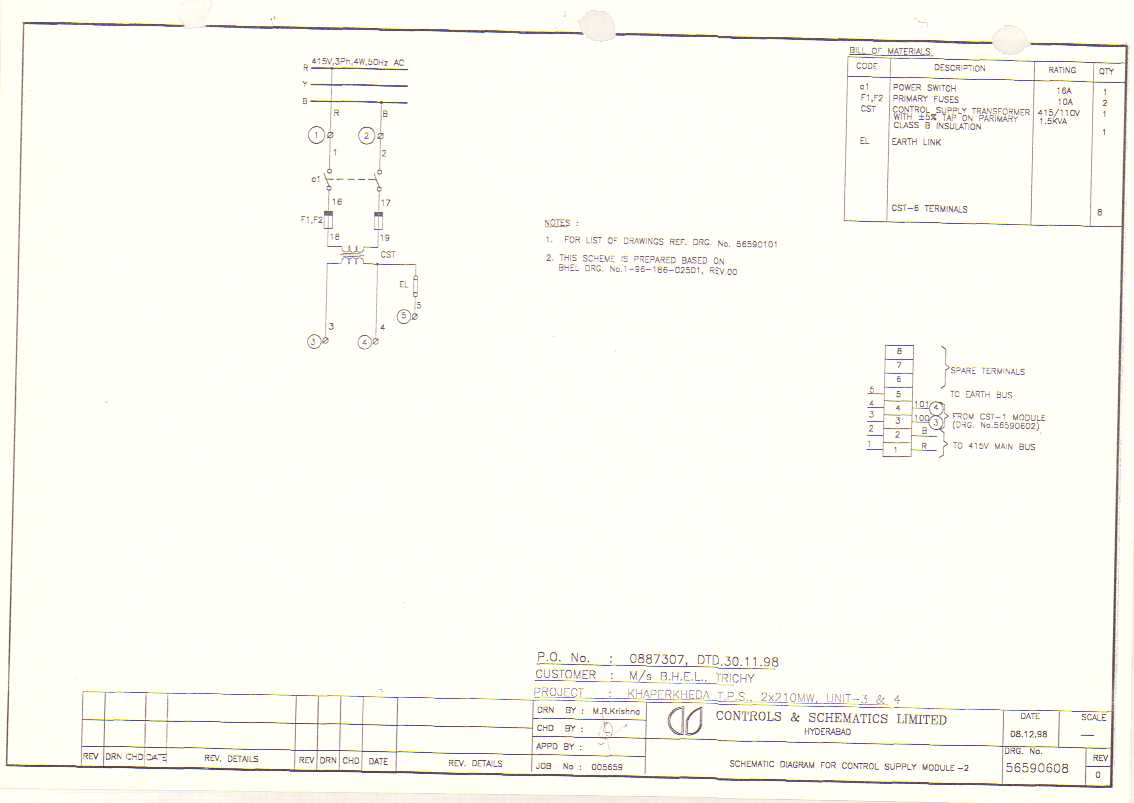 415V,3Ph,4W,50Hz AC
R
Y
B
R B
1 2
1 2
a1
16 17
F1,F2
18 19
CST
EL
5
5
3 4
3 4
NOTES :
1. FOR LIST OF DRAWINGS REF. DRG. No. 56590101
2. THIS SCHEME IS PREPARED BASED ON
BHEL DRG. No.1-96-186-02501, REV.00
BILL OF MATERIALS.
CODE DESCRIPTION RATING QTY
a1 POWER SWITCH 16A 1
F1,F2 PRIMARY FUSES 10A 2
CST CONTROL SUPPLY TRANSFORMER 415/110V 1
WITH ±5% TAP ON PARIMARY 1.5KVA
CLASS B INSULATION 1
EL EARTH LINK
CST-6 TERMINALS 8
8
7 SPARE TERMINALS
6
5 5 TO EARTH BUS
4 4 101 4 FROM CST-1 MODULE
3 3 100 3 (DRG. No.56590602)
2 2 B
1 1 R TO 415V MAIN BUS
P.O. No. : 0887307, DTD.30.11.98
CUSTOMER : M/s B.H.E.L., TRICHY
PROJECT : KHAPERKHEDA T.P.S., 2x210MW, UNIT-3 & 4
DRN BY : M.R.Krishna
CHD BY :
APPD BY :
JOB No : 005659
CONTROLS & SCHEMATICS LIMITED
HYDERABAD
SCHEMATIC DIAGRAM FOR CONTROL SUPPLY MODULE-2
DATE SCALE
08.12.98 —
DRG. No. REV
56590608 0
REV DRN CHD DATE REV. DETAILS REV DRN CHD DATE REV. DETAILS